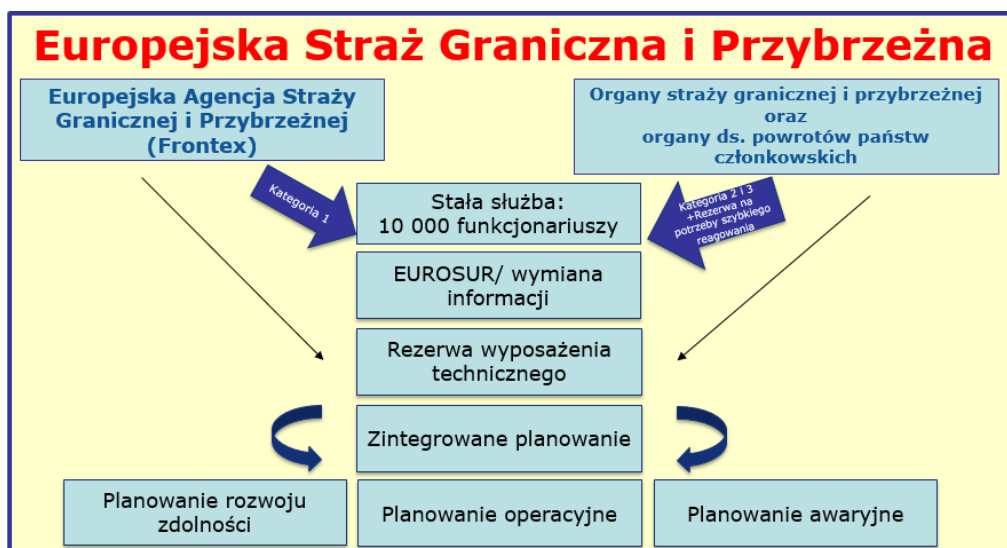 Europejska Straż Graniczna i Przybrzeżna
Europejska Agencja Straży
Granicznej i Przybrzeżnej
(Frontex)
Organy straży granicznej i przybrzeżnej
oraz
organy ds. powrotów państw
członkowskich
Kategoria 1
Stała służba:
10 000 funkcjonariuszy
Kategoria 2 i 3
+Rezerwa na
potrzeby szybkiego
reagowania
EUROSUR/ wymiana
informacji
Rezerwa wyposażenia
technicznego
Zintegrowane planowanie
Planowanie rozwoju
zdolności
Planowanie operacyjne
Planowanie awaryjne